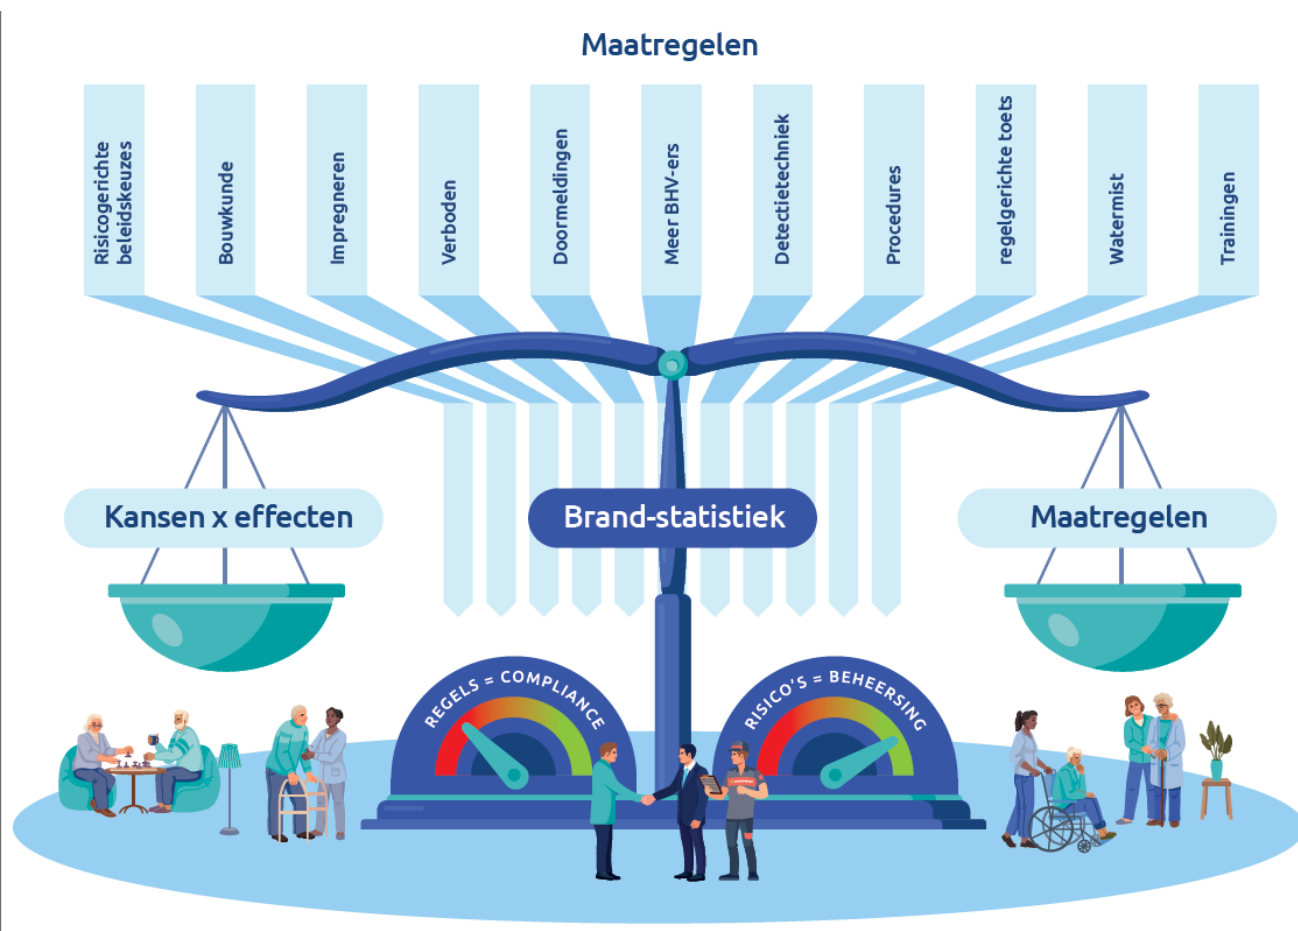 Maatregelen
Risicogerichte
beleidskeuzes
Bouwkunde
Impregneren
Verboden
Doormeldingen
Meer BHV-ers
Detectietechniek
Procedures
regelgerichte toets
Watermist
Trainingen
Kansen x effecten
Brand-statistiek
Maatregelen
REGELS = COMPLIANCE
RISICO'S = BEHEERSING